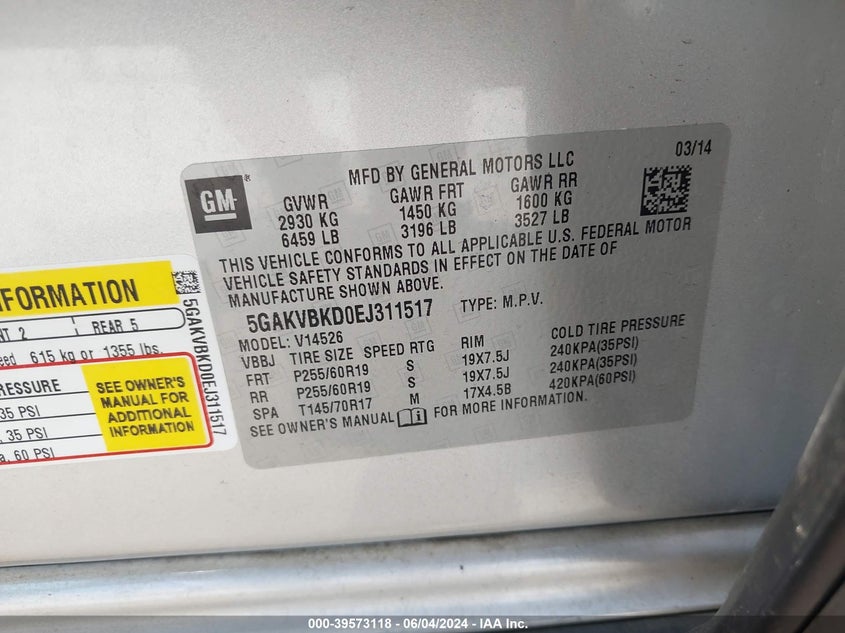 MFD BY GENERAL MOTORS LLC 03/14
GM
GVWR GAWR FRT GAWR RR
2930 KG 1450 KG 1600 KG
6459 LB 3196 LB 3527 LB
THIS VEHICLE CONFORMS TO ALL APPLICABLE U.S. FEDERAL MOTOR
VEHICLE SAFETY STANDARDS IN EFFECT ON THE DATE OF
MANUFACTURE SHOWN ABOVE.
5GAKVBKD0EJ311517 TYPE: M.P.V.
MODEL: V14526
VBBJ TIRE SIZE SPEED RTG RIM COLD TIRE PRESSURE
FRT P255/60R19 S 19X7.5J 240KPA(35PSI)
RR P255/60R19 S 19X7.5J 240KPA(35PSI)
SPA T145/70R17 M 17X4.5B 420KPA(60PSI)
SEE OWNER'S MANUAL FOR MORE INFORMATION.
REAR 5
615 kg or 1355 lbs.
SEE OWNER'S
MANUAL FOR
ADDITIONAL
INFORMATION
35 PSI
35 PSI
60 PSI
5GAKVBKD0EJ311517
000-39573118 - 06/04/2024 - IAA Inc.